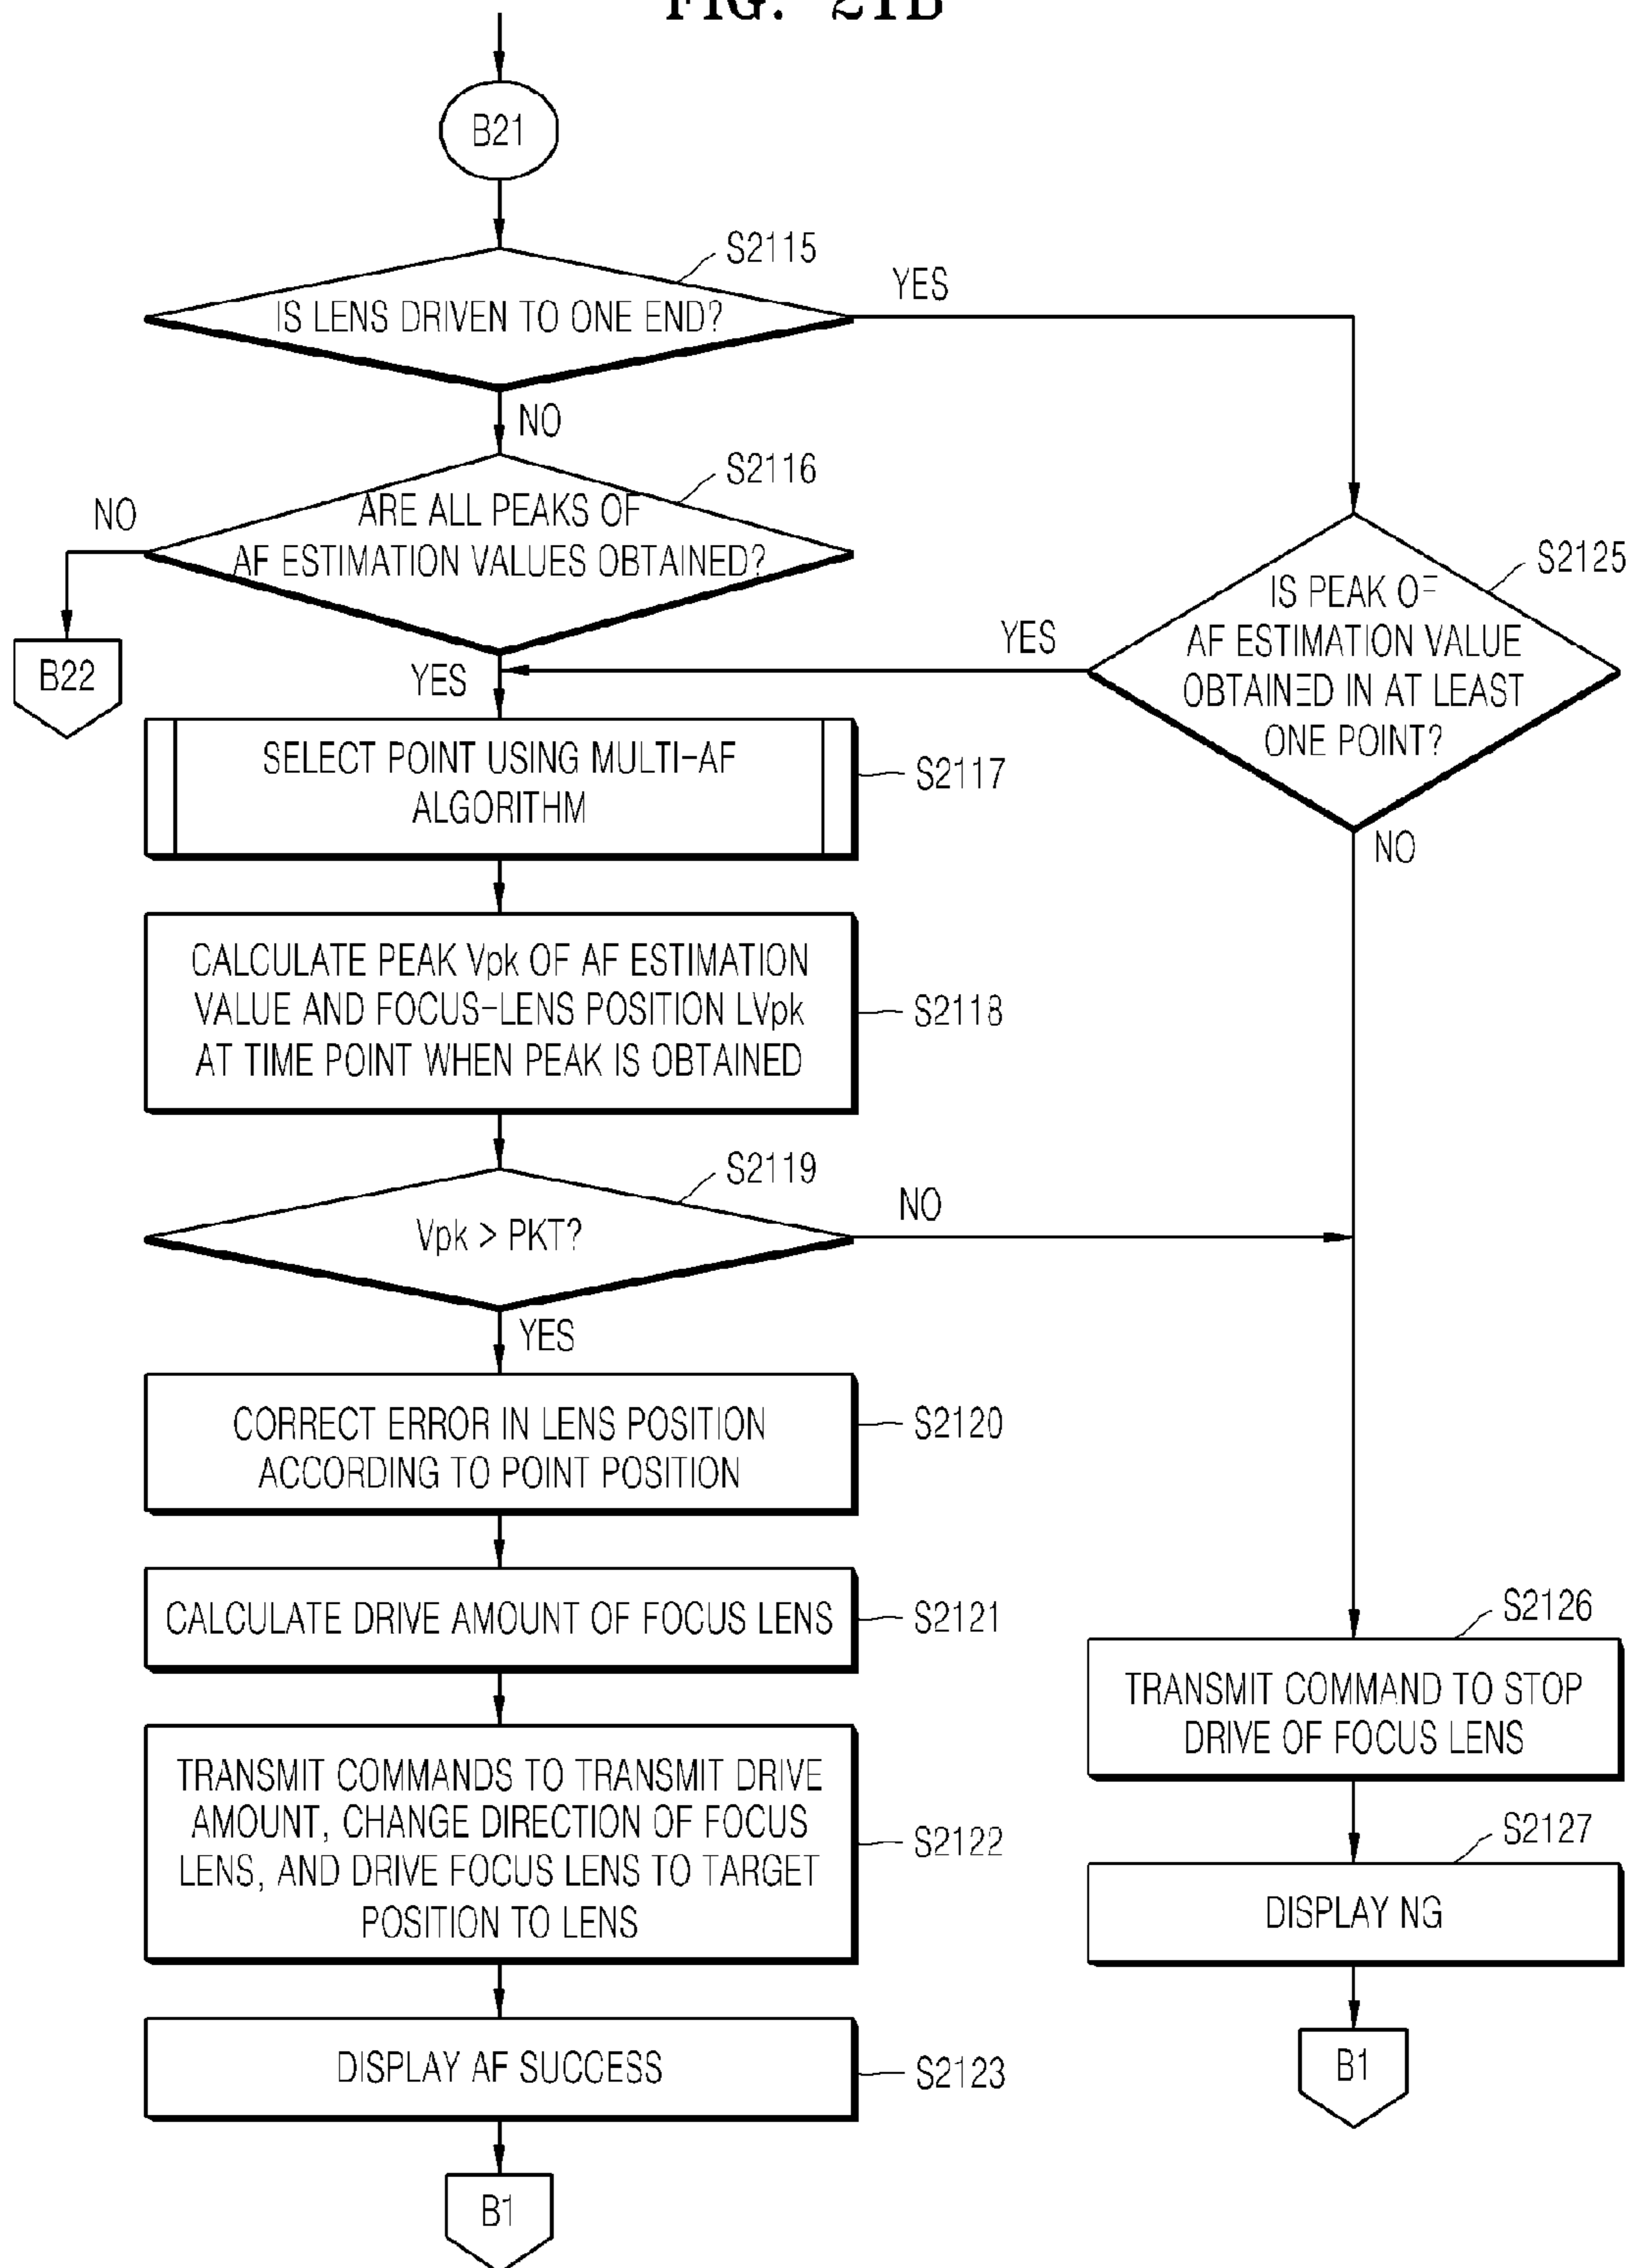 FIG. 21B
B21
S2115
IS LENS DRIVEN TO ONE END?
YES
NO
S2116
ARE ALL PEAKS OF
AF ESTIMATION VALUES OBTAINED?
NO
B22
YES
S2125
IS PEAK OF
AF ESTIMATION VALUE
OBTAINED IN AT LEAST
ONE POINT?
YES
NO
SELECT POINT USING MULTI-AF
ALGORITHM
S2117
CALCULATE PEAK Vpk OF AF ESTIMATION
VALUE AND FOCUS-LENS POSITION LVpk
AT TIME POINT WHEN PEAK IS OBTAINED
S2118
S2119
Vpk > PKT?
NO
YES
CORRECT ERROR IN LENS POSITION
ACCORDING TO POINT POSITION
S2120
CALCULATE DRIVE AMOUNT OF FOCUS LENS
S2121
TRANSMIT COMMANDS TO TRANSMIT DRIVE
AMOUNT, CHANGE DIRECTION OF FOCUS
LENS, AND DRIVE FOCUS LENS TO TARGET
POSITION TO LENS
S2122
DISPLAY AF SUCCESS
S2123
B1
S2126
TRANSMIT COMMAND TO STOP
DRIVE OF FOCUS LENS
S2127
DISPLAY NG
B1